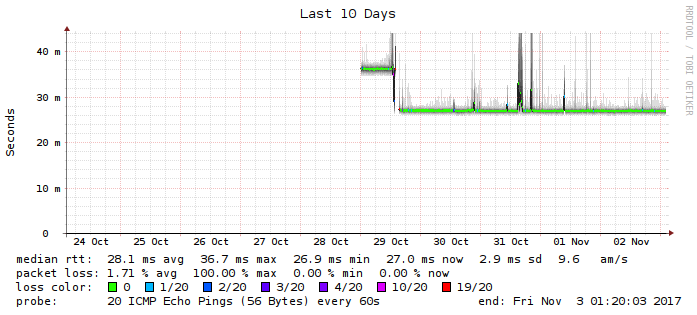 Last 10 Days
RRDTOOL / TOBI OETIKER
Seconds
40 m
30 m
20 m
10 m
0
24 Oct 25 Oct 26 Oct 27 Oct 28 Oct 29 Oct 30 Oct 31 Oct 01 Nov 02 Nov
median rtt: 28.1 ms avg 36.7 ms max 26.9 ms min 27.0 ms now 2.9 ms sd 9.6 am/s
packet loss: 1.71 % avg 100.00 % max 0.00 % min 0.00 % now
loss color: 0 1/20 2/20 3/20 4/20 10/20 19/20
probe: 20 ICMP Echo Pings (56 Bytes) every 60s end: Fri Nov 3 01:20:03 2017